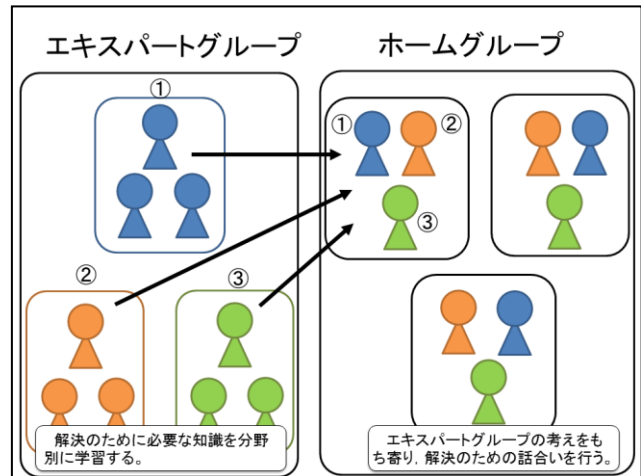 エキスパートグループ
ホームグループ
①
①
②
③
②
③
解決のために必要な知識を分野
別に学習する。
エキスパートグループの考えをも
ち寄り，解決のための話合いを行う。